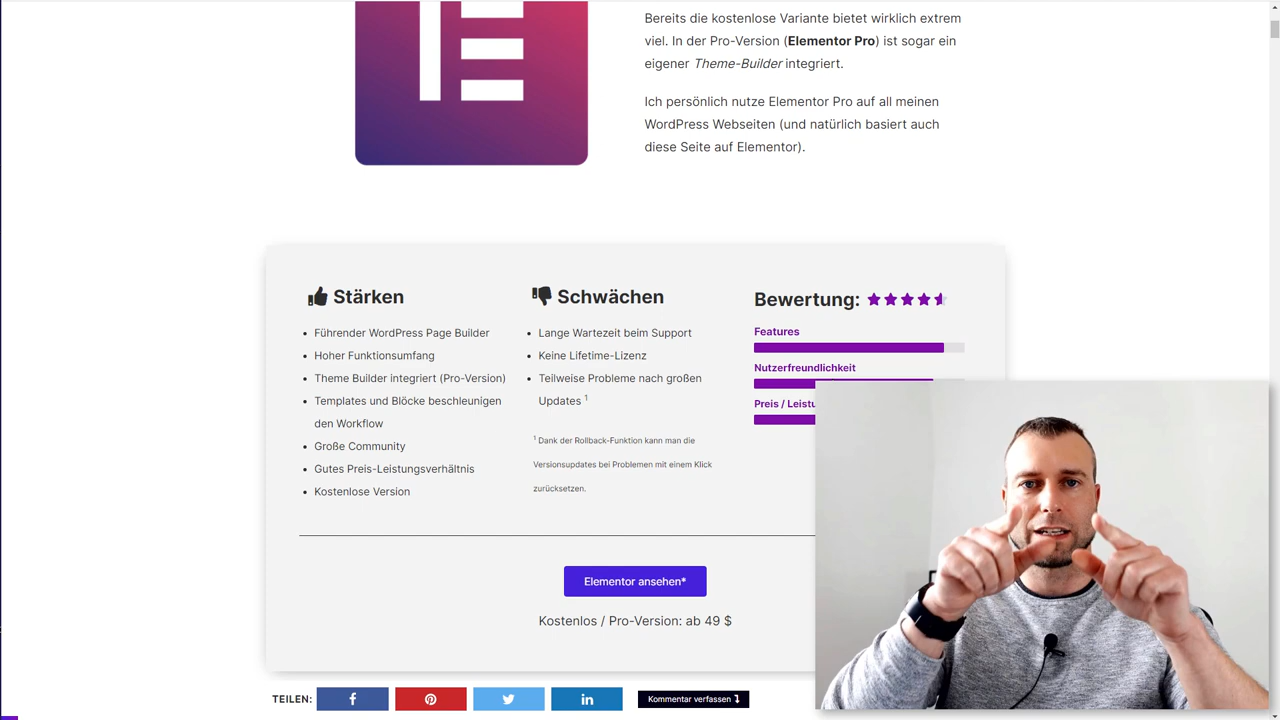 Bereits die kostenlose Variante bietet wirklich extrem
viel. In der Pro-Version (Elementor Pro) ist sogar ein
eigener Theme-Builder integriert.
Ich persönlich nutze Elementor Pro auf all meinen
WordPress Webseiten (und natürlich basiert auch
diese Seite auf Elementor).
Stärken
Führender WordPress Page Builder
Hoher Funktionsumfang
Theme Builder integriert (Pro-Version)
Templates und Blöcke beschleunigen
den Workflow
Große Community
Gutes Preis-Leistungsverhältnis
Kostenlose Version
Schwächen
Lange Wartezeit beim Support
Keine Lifetime-Lizenz
Teilweise Probleme nach großen
Updates ¹
¹ Dank der Rollback-Funktion kann man die
Versionsupdates bei Problemen mit einem Klick
zurücksetzen.
Bewertung:
Features
Nutzerfreundlichkeit
Preis /
Elementor ansehen*
Kostenlos / Pro-Version: ab 49 $
TEILEN:
Kommentar verfassen